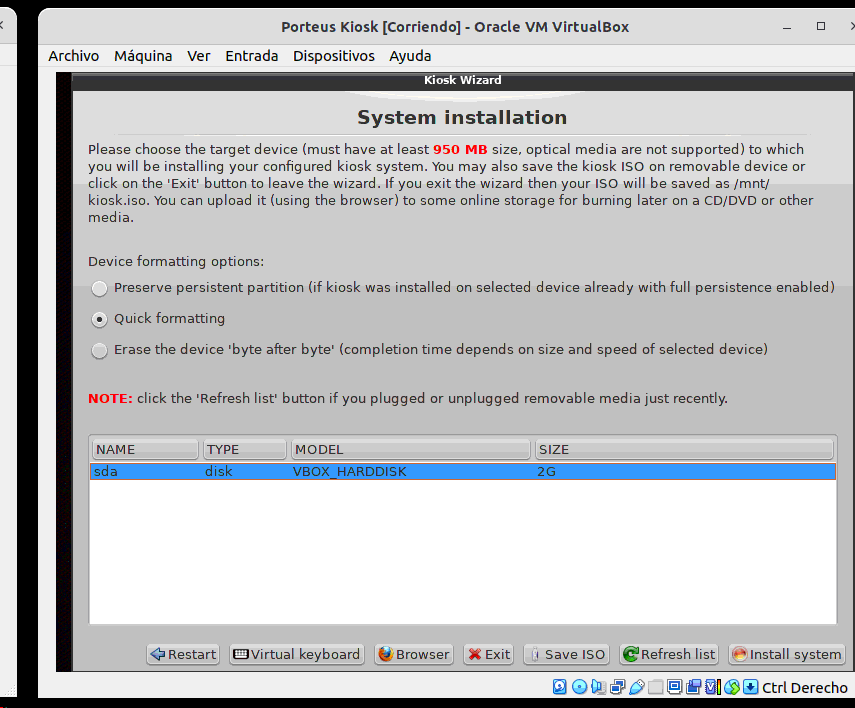 Porteus Kiosk [Corriendo] - Oracle VM VirtualBox
Archivo Máquina Ver Entrada Dispositivos Ayuda
Kiosk Wizard
System installation
Please choose the target device (must have at least 950 MB size, optical media are not supported) to which
you will be installing your configured kiosk system. You may also save the kiosk ISO on removable device or
click on the 'Exit' button to leave the wizard. If you exit the wizard then your ISO will be saved as /mnt/
kiosk.iso. You can upload it (using the browser) to some online storage for burning later on a CD/DVD or other
media.
Device formatting options:
Preserve persistent partition (if kiosk was installed on selected device already with full persistence enabled)
Quick formatting
Erase the device 'byte after byte' (completion time depends on size and speed of selected device)
NOTE: click the 'Refresh list' button if you plugged or unplugged removable media just recently.
NAME TYPE MODEL SIZE
sda disk VBOX_HARDDISK 2G
Restart Virtual keyboard Browser Exit Save ISO Refresh list Install system
Ctrl Derecho